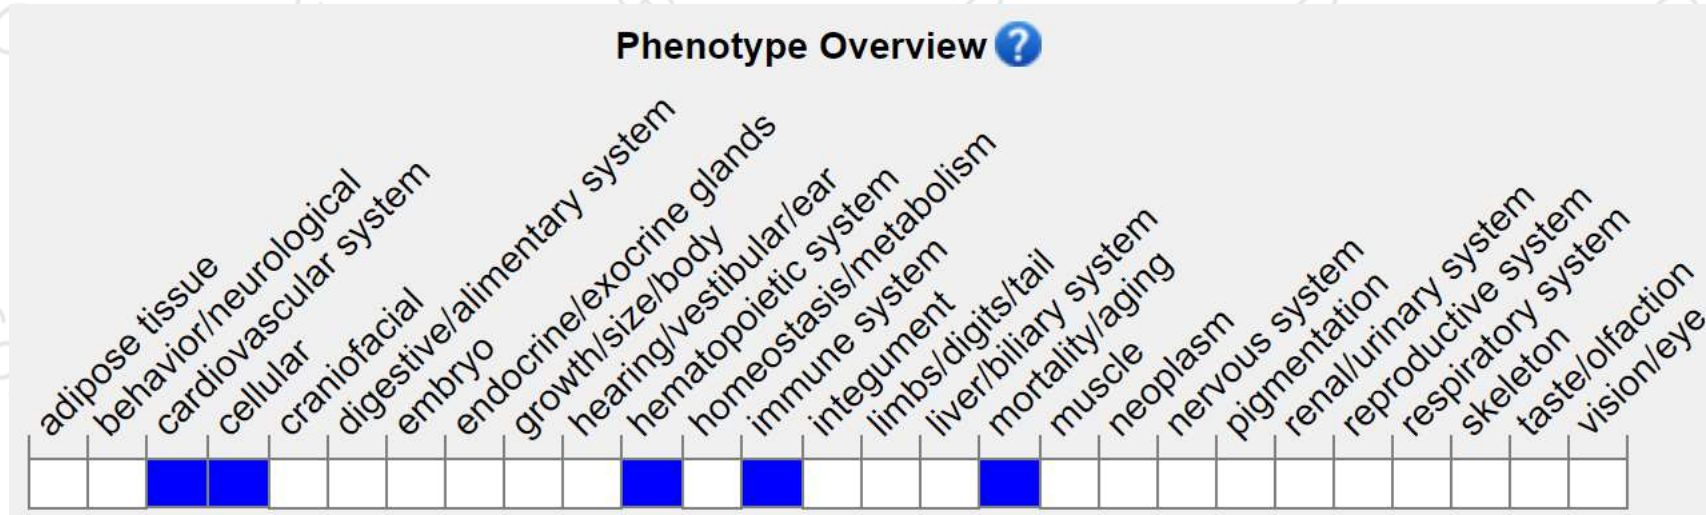 Phenotype Overview ?
adipose tissue
behavior/neurological
cardiovascular system
cellular
craniofacial
digestive/alimentary system
embryo
endocrine/exocrine glands
growth/size/body
hearing/vestibular/ear
hematopoietic system
homeostasis/metabolism
immune system
integument
limbs/digits/tail
liver/biliary system
mortality/aging
muscle
neoplasm
nervous system
pigmentation
renal/urinary system
reproductive system
respiratory system
skeleton
taste/olfaction
vision/eye